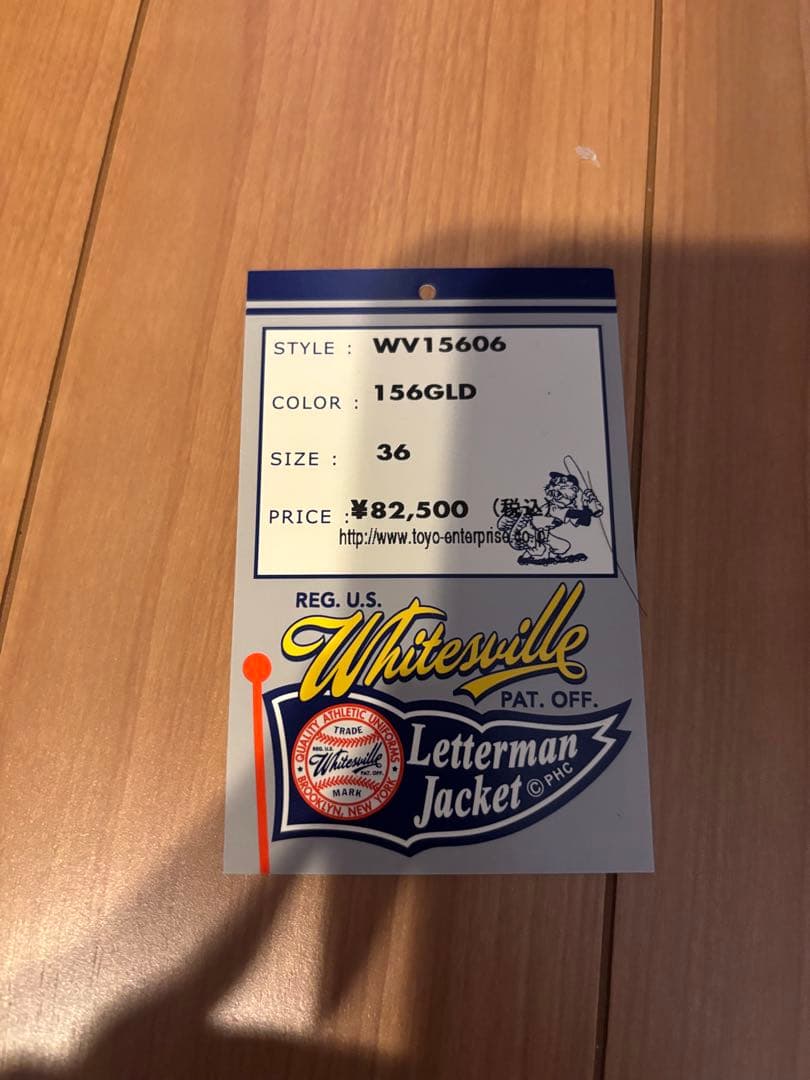 STYLE : WV15606
COLOR : 156GLD
SIZE : 36
PRICE : ¥82,500 (税込)
http://www.toyo-enterprise.co.jp/
REG. U.S.
Whitesville
PAT. OFF.
QUALITY ATHLETIC UNIFORMS
TRADE
REG. U.S.
Whitesville
PAT. OFF.
MARK
BROOKLYN, NEW YORK
Letterman
Jacket © PHC